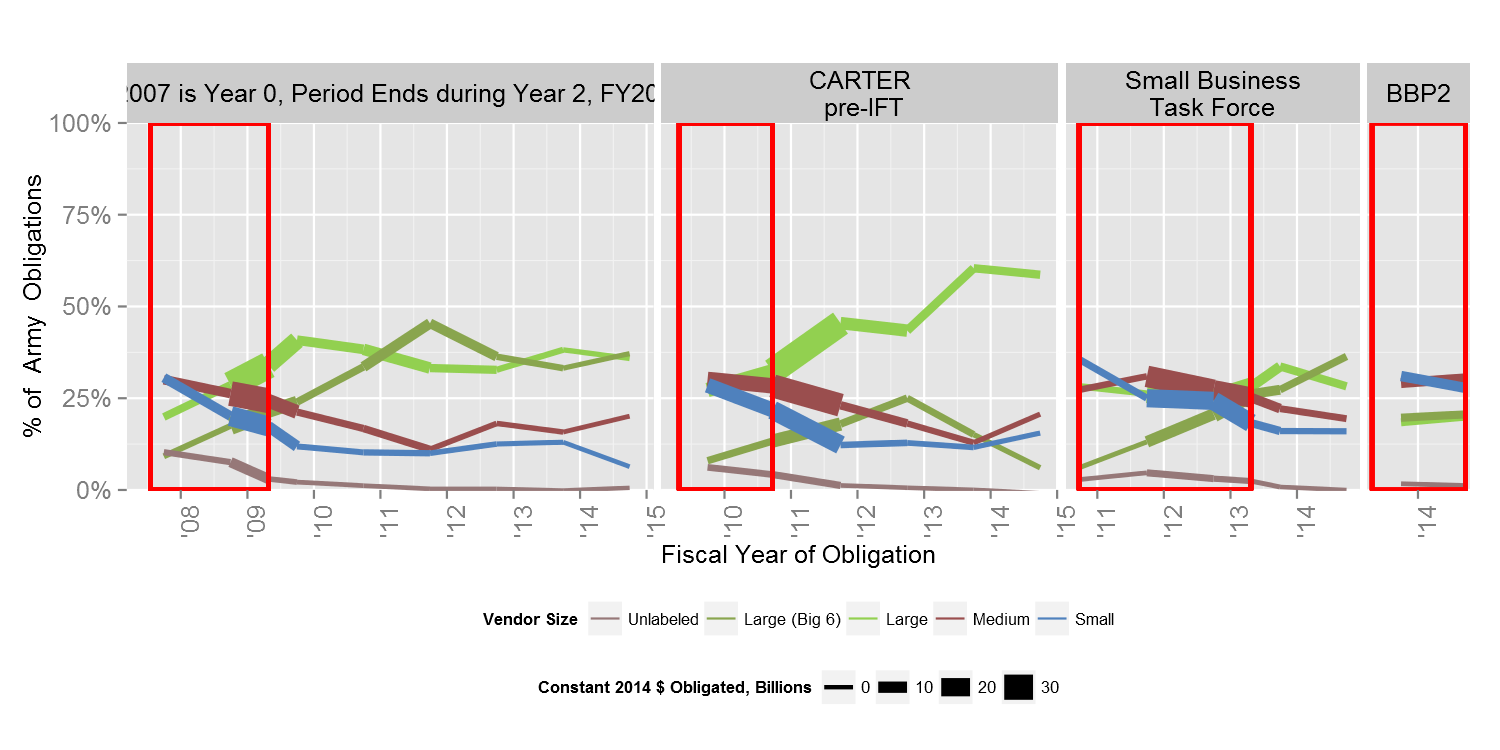 2007 is Year 0, Period Ends during Year 2, FY20
CARTER
pre-IFT
Small Business
Task Force
BBP2
100%
75%
50%
25%
0%
% of Army Obligations
'08 '09 '10 '11 '12 '13 '14 '15
'10 '11 '12 '13 '14 '15
'11 '12 '13 '14
'14
Fiscal Year of Obligation
Vendor Size Unlabeled Large (Big 6) Large Medium Small
Constant 2014 $ Obligated, Billions 0 10 20 30